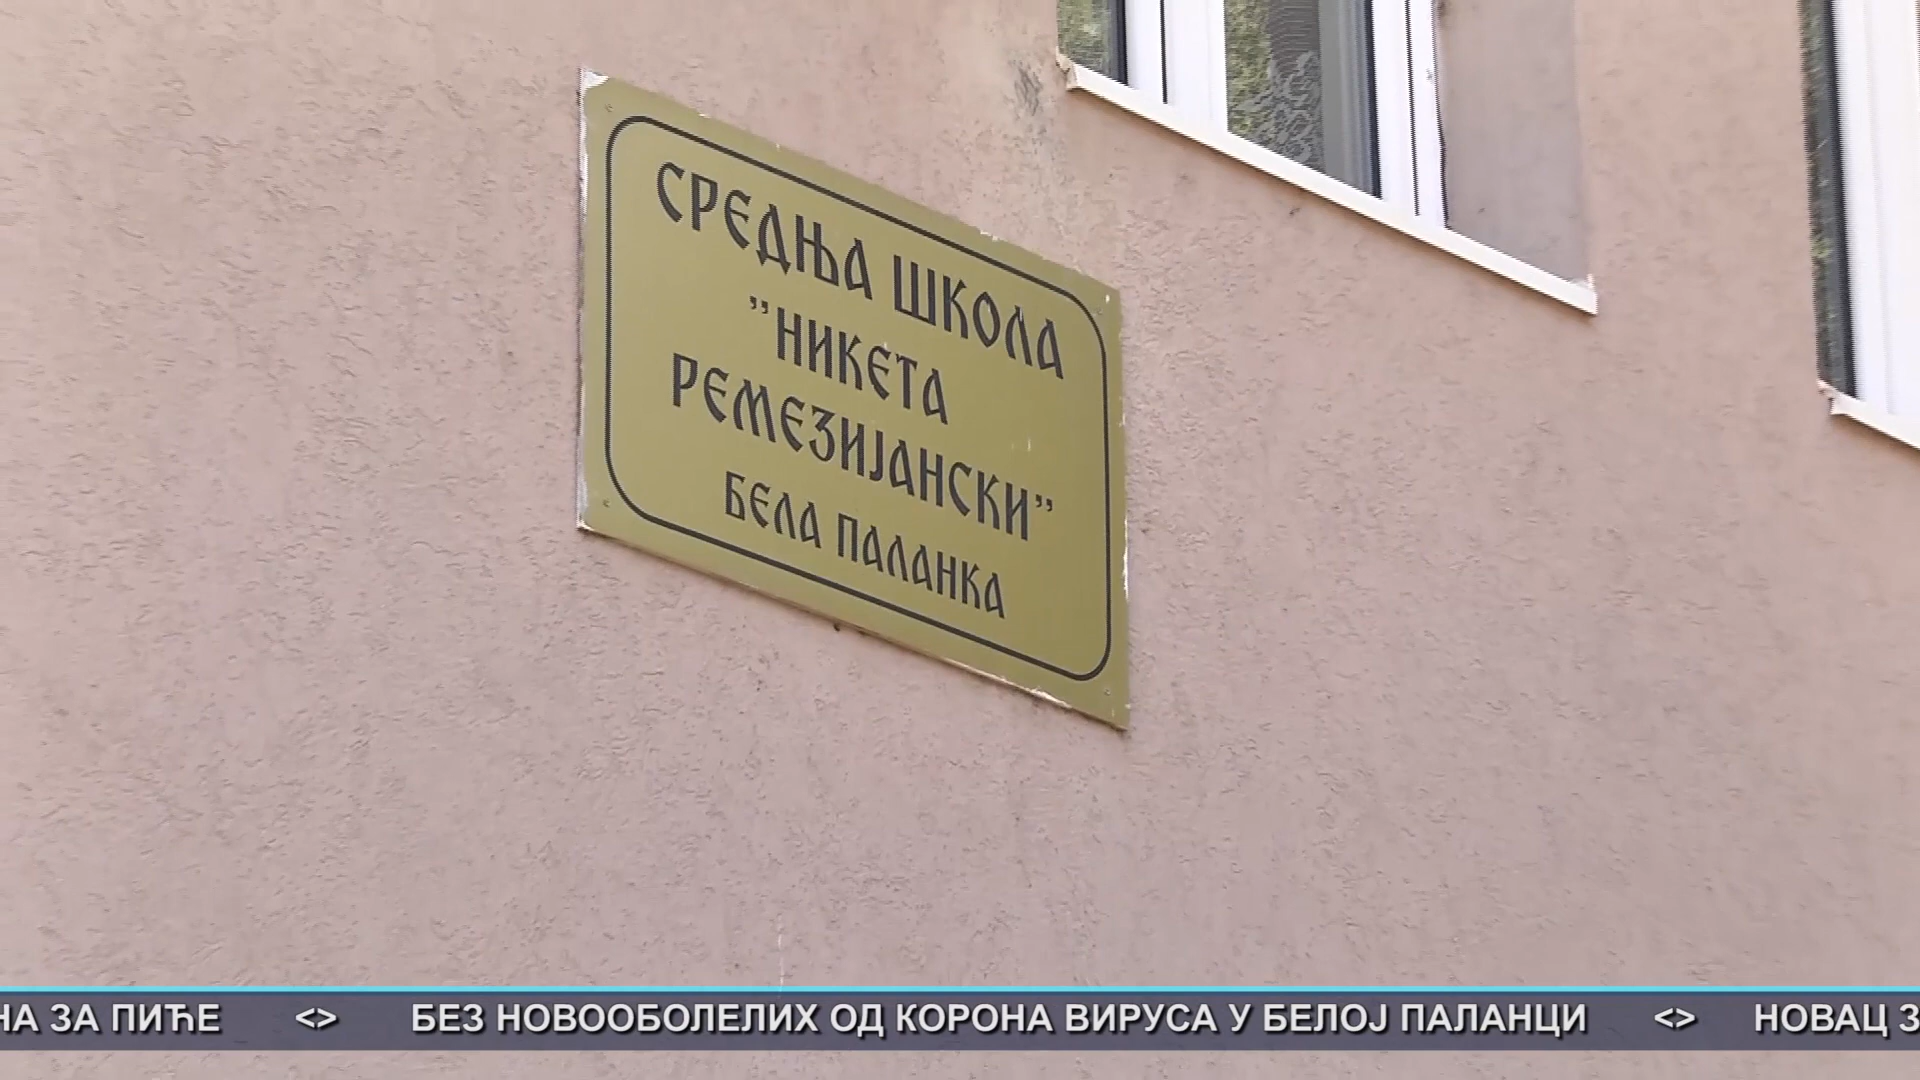 СРЕДЊА ШКОЛА
"НИКЕТА
РЕМЕЗИЈАНСКИ"
БЕЛА ПАЛАНКА
НА ЗА ПИЋЕ <> БЕЗ НОВООБОЛЕЛИХ ОД КОРОНА ВИРУСА У БЕЛОЈ ПАЛАНЦИ <> НОВАЦ З